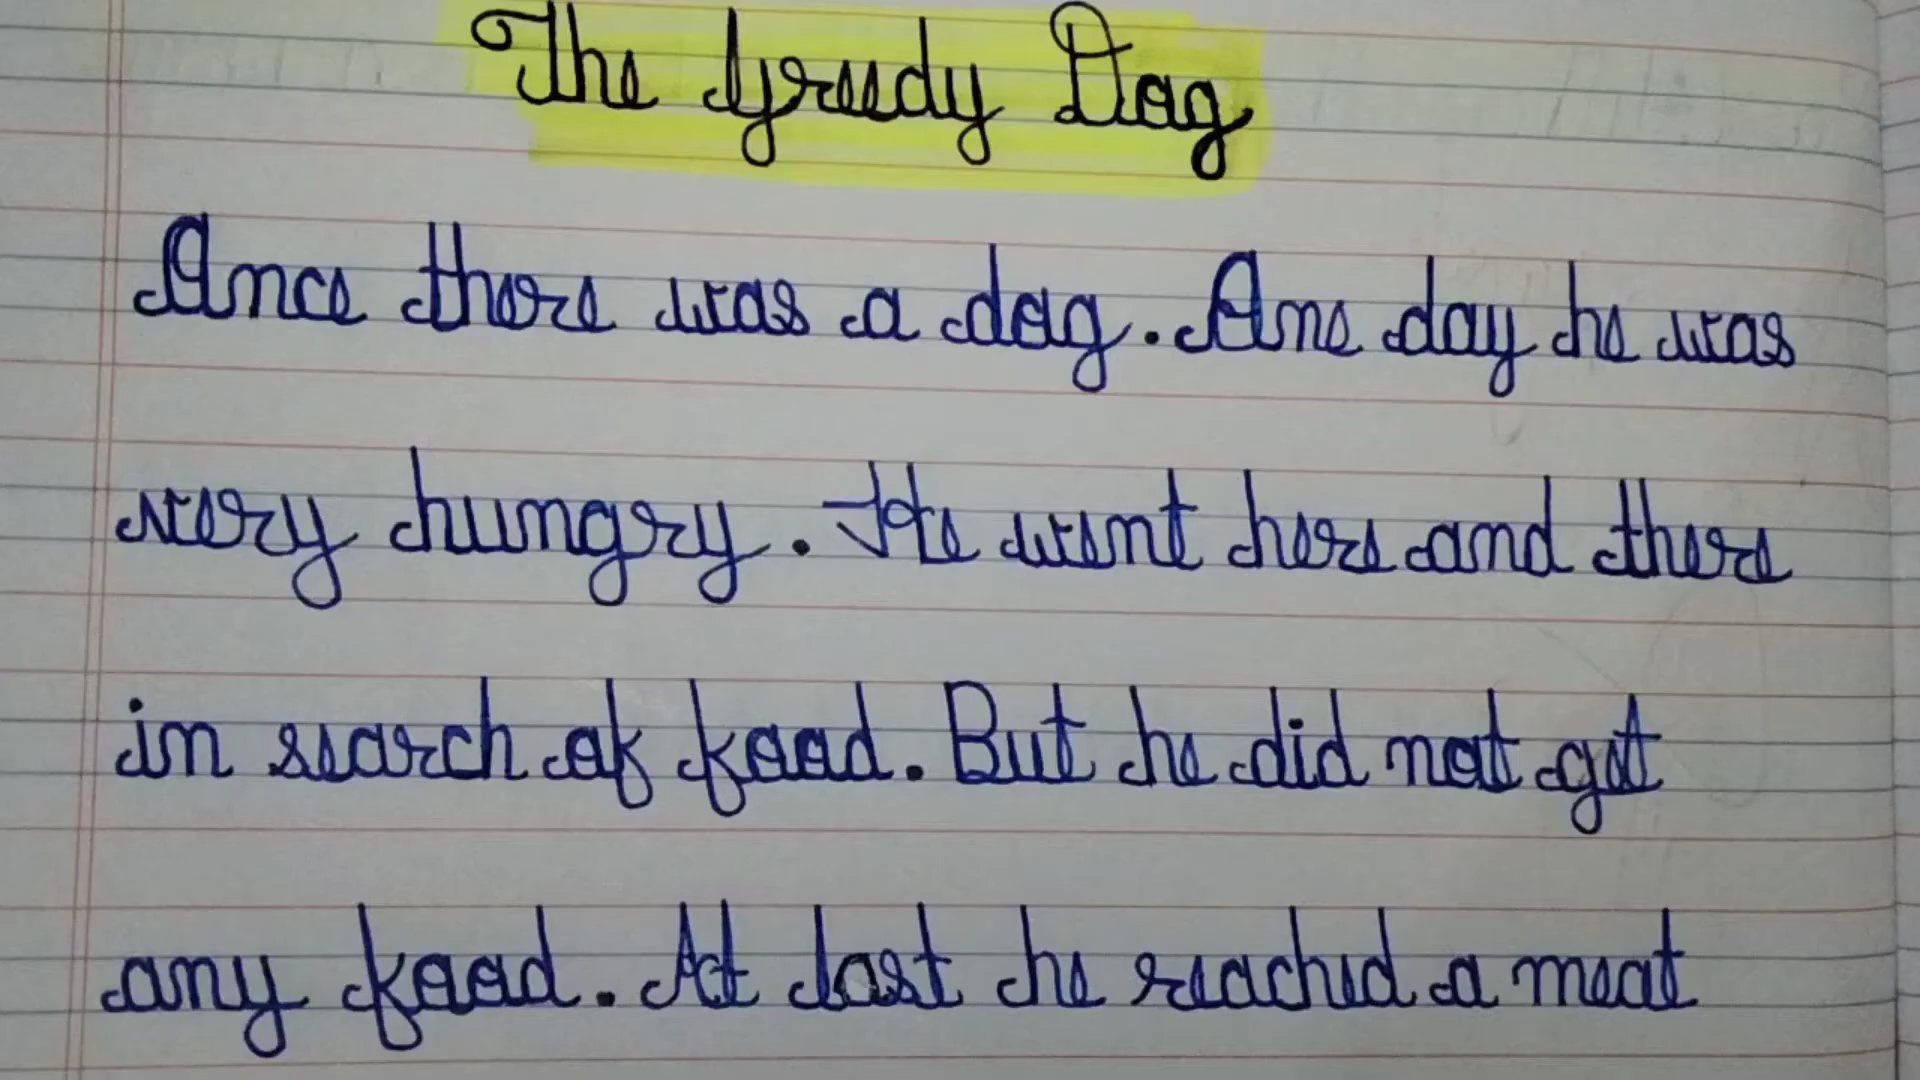 The Greedy Dog
Once there was a dog. One day he was
very hungry. He went here and there
in search of food. But he did not get
any food. At last he reached a meat